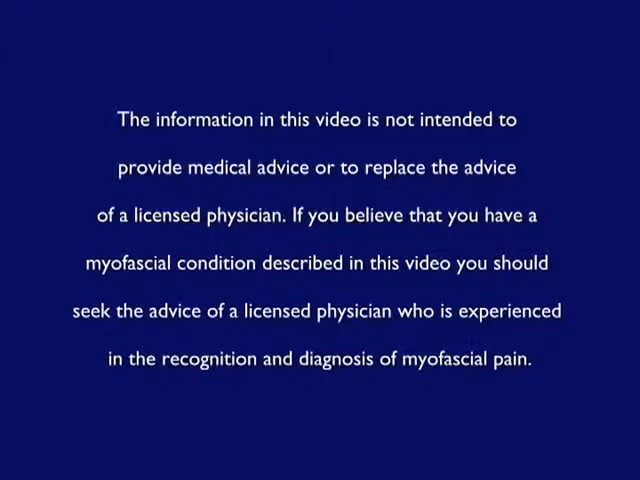 The information in this video is not intended to
provide medical advice or to replace the advice
of a licensed physician. If you believe that you have a
myofascial condition described in this video you should
seek the advice of a licensed physician who is experienced
in the recognition and diagnosis of myofascial pain.